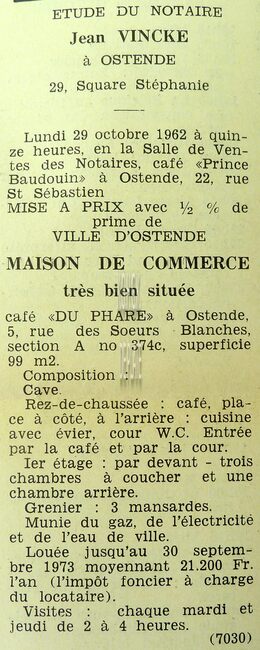 ETUDE DU NOTAIRE
Jean VINCKE
à OSTENDE
29, Square Stéphanie
Lundi 29 octobre 1962 à quin-
ze heures, en la Salle de Ven-
tes des Notaires, café «Prince
Baudouin» à Ostende, 22, rue
St Sébastien
MISE A PRIX avec ½ % de
prime de
VILLE D'OSTENDE
MAISON DE COMMERCE
très bien située
café «DU PHARE» à Ostende,
5, rue des Soeurs Blanches,
section A no 374c, superficie
99 m2.
Composition :
Cave.
Rez-de-chaussée : café, pla-
ce à côté, à l'arrière : cuisine
avec évier, cour W.C. Entrée
par la café et par la cour.
Ier étage : par devant - trois
chambres à coucher et une
chambre arrière.
Grenier : 3 mansardes.
Munie du gaz, de l'électricité
et de l'eau de ville.
Louée jusqu'au 30 septem-
bre 1973 moyennant 21.200 Fr.
l'an (l'impôt foncier à charge
du locataire).
Visites : chaque mardi et
jeudi de 2 à 4 heures.
(7030)